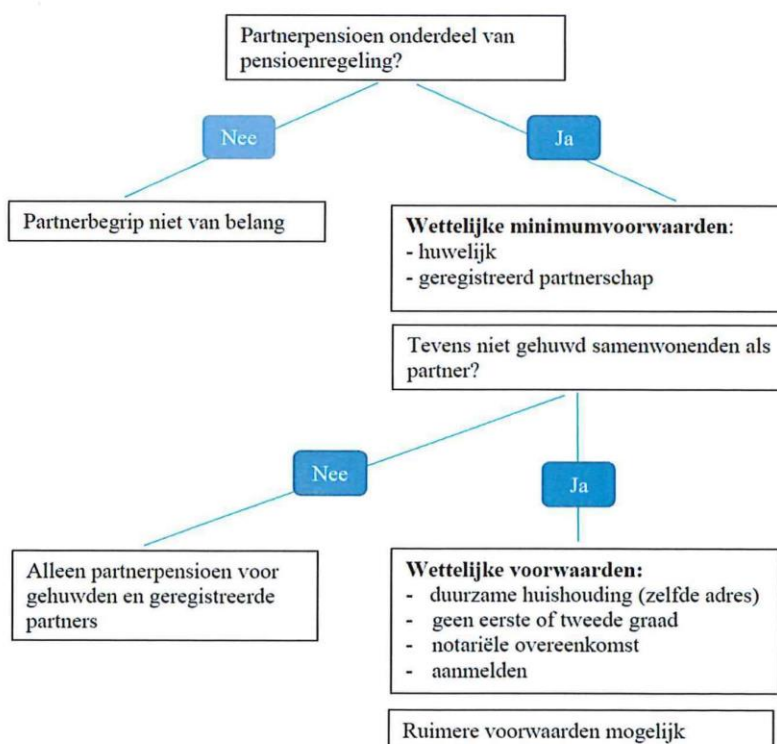 Partnerpensioen onderdeel van
pensioenregeling?
Nee
Ja
Partnerbegrip niet van belang
Wettelijke minimumvoorwaarden:
- huwelijk
- geregistreerd partnerschap
Tevens niet gehuwd samenwonenden als
partner?
Nee
Ja
Alleen partnerpensioen voor
gehuwden en geregistreerde
partners
Wettelijke voorwaarden:
- duurzame huishouding (zelfde adres)
- geen eerste of tweede graad
- notariële overeenkomst
- aanmelden
Ruimere voorwaarden mogelijk